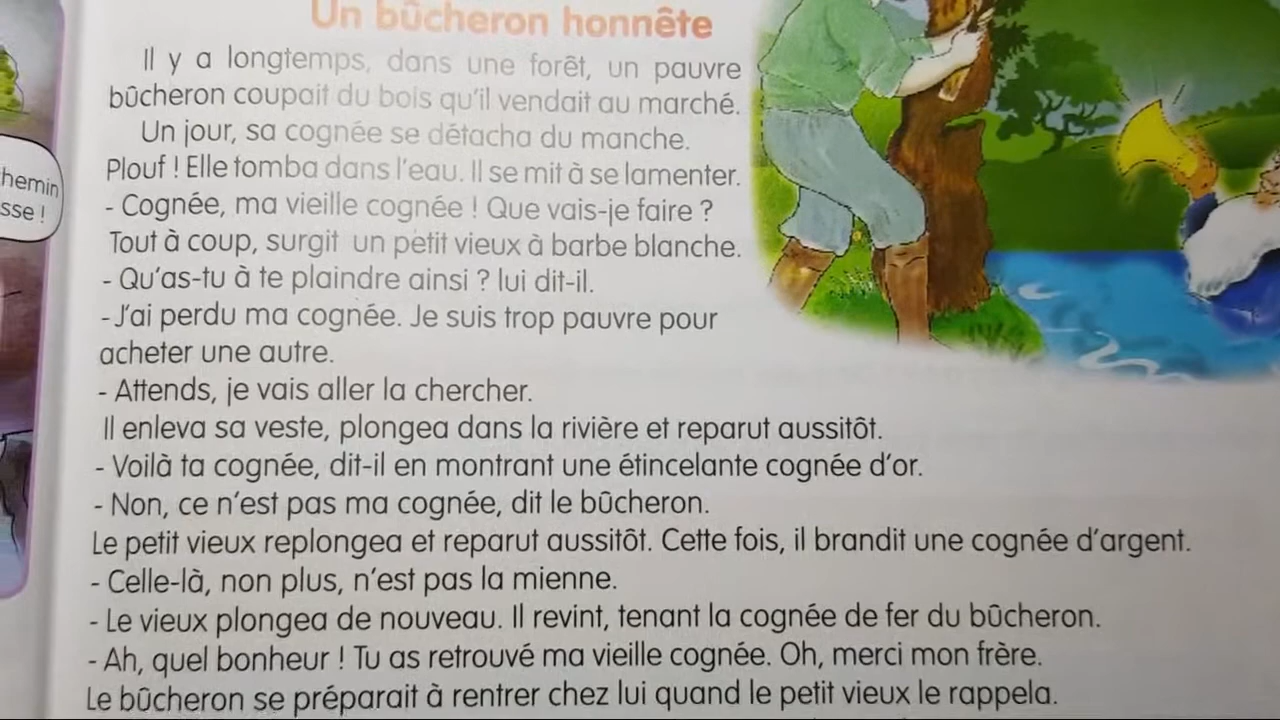 Un bûcheron honnête
Il y a longtemps, dans une forêt, un pauvre
bûcheron coupait du bois qu'il vendait au marché.
Un jour, sa cognée se détacha du manche.
Plouf ! Elle tomba dans l'eau. Il se mit à se lamenter.
- Cognée, ma vieille cognée ! Que vais-je faire ?
Tout à coup, surgit un petit vieux à barbe blanche.
- Qu'as-tu à te plaindre ainsi ? lui dit-il.
- J'ai perdu ma cognée. Je suis trop pauvre pour
acheter une autre.
- Attends, je vais aller la chercher.
Il enleva sa veste, plongea dans la rivière et reparut aussitôt.
- Voilà ta cognée, dit-il en montrant une étincelante cognée d'or.
- Non, ce n'est pas ma cognée, dit le bûcheron.
Le petit vieux replongea et reparut aussitôt. Cette fois, il brandit une cognée d'argent.
- Celle-là, non plus, n'est pas la mienne.
- Le vieux plongea de nouveau. Il revint, tenant la cognée de fer du bûcheron.
- Ah, quel bonheur ! Tu as retrouvé ma vieille cognée. Oh, merci mon frère.
Le bûcheron se préparait à rentrer chez lui quand le petit vieux le rappela.